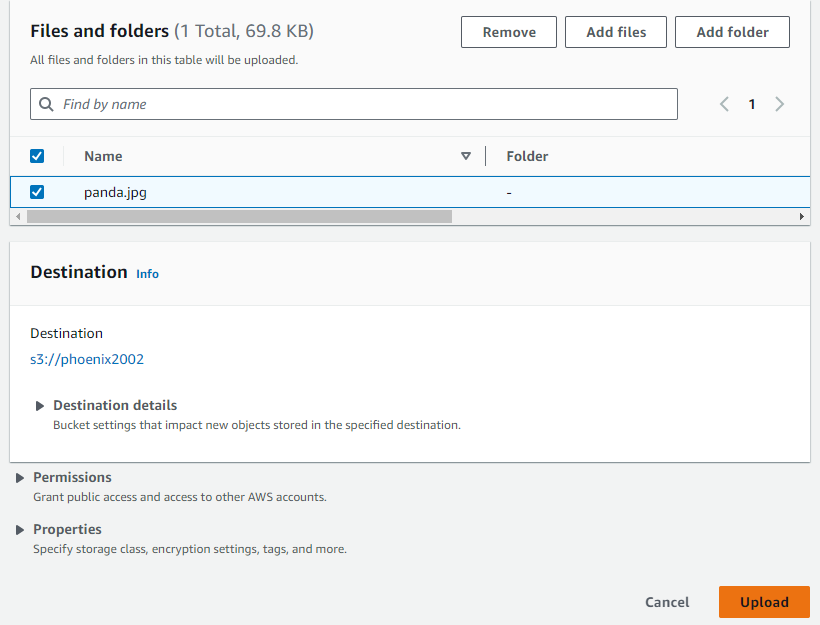 Files and folders (1 Total, 69.8 KB)
Remove
Add files
Add folder
All files and folders in this table will be uploaded.
Find by name
1
Name
Folder
panda.jpg
-
Destination Info
Destination
s3://phoenix2002
Destination details
Bucket settings that impact new objects stored in the specified destination.
Permissions
Grant public access and access to other AWS accounts.
Properties
Specify storage class, encryption settings, tags, and more.
Cancel
Upload